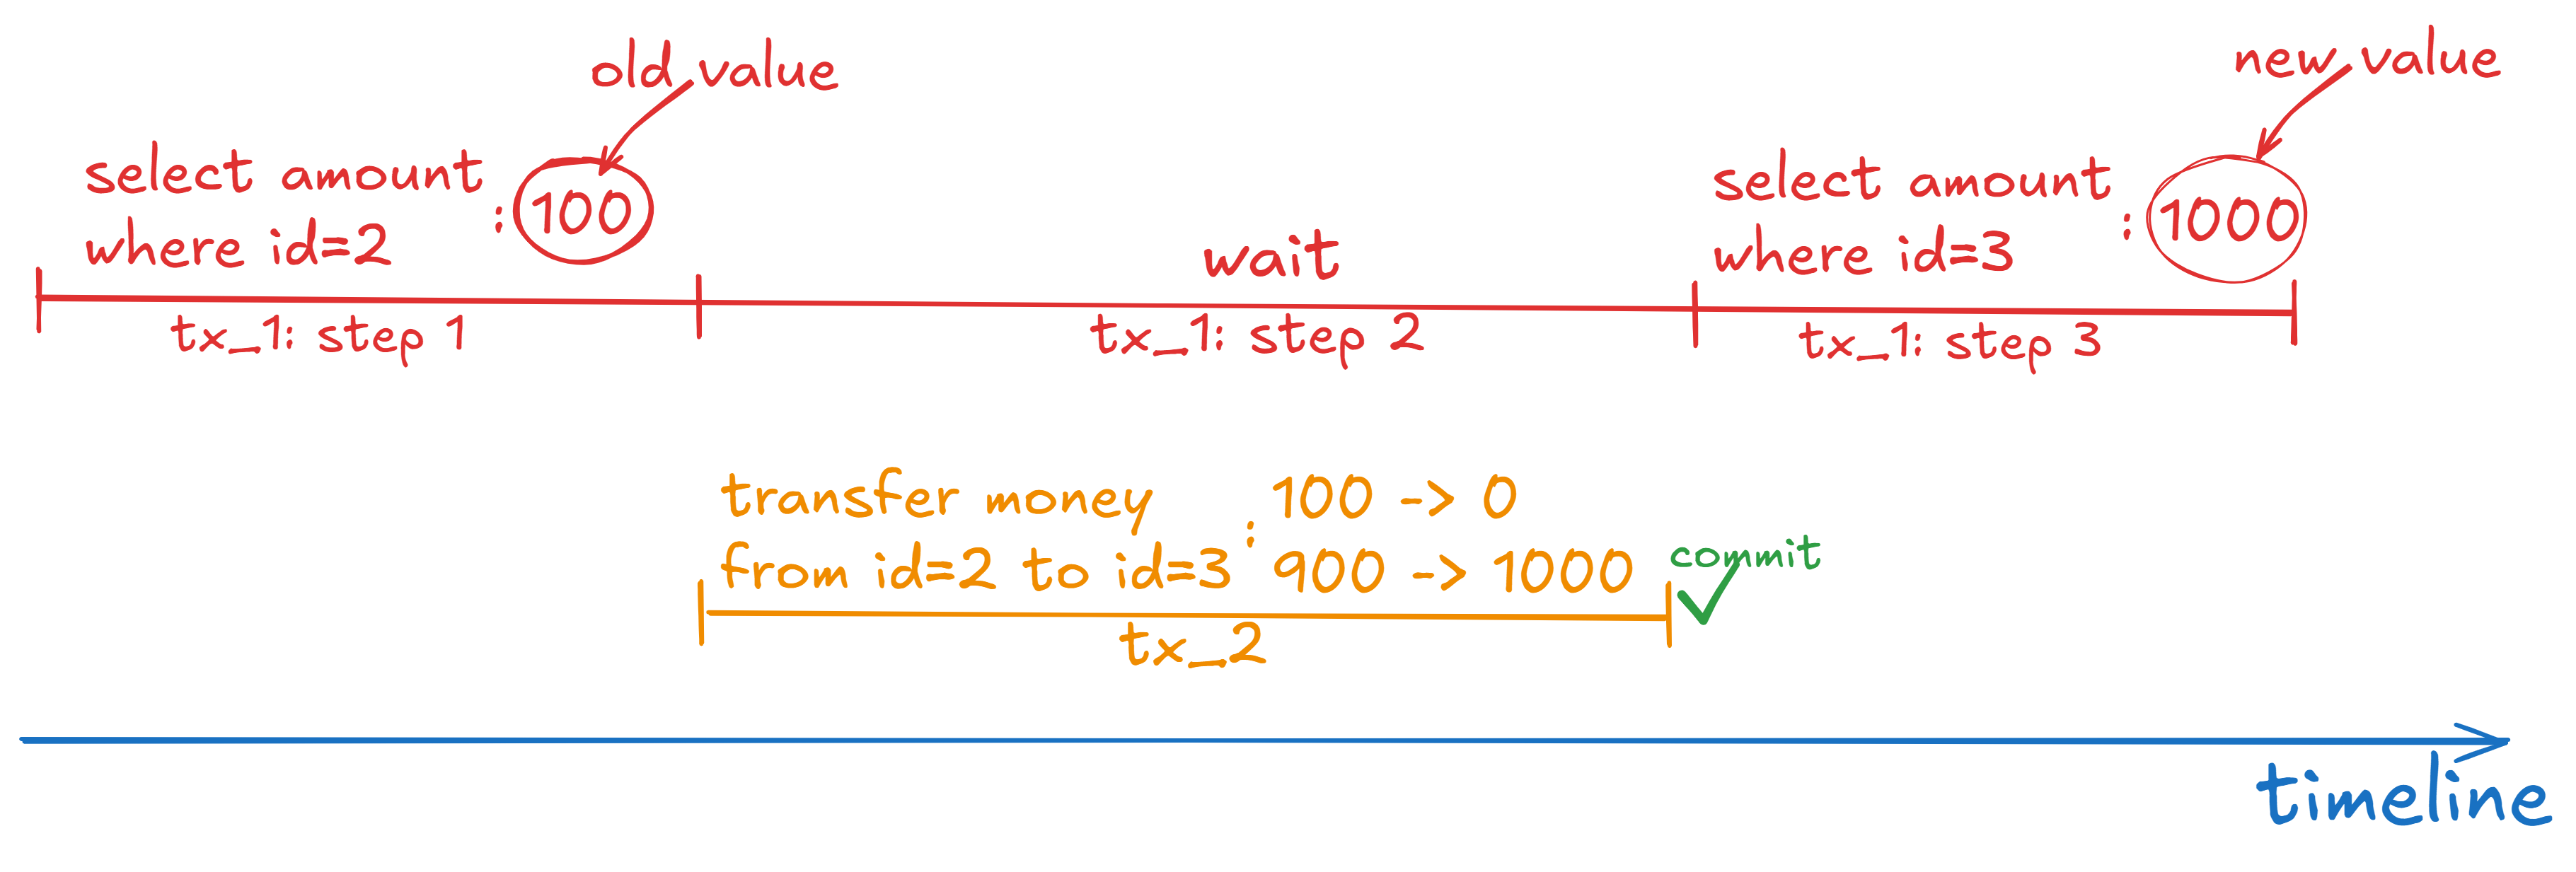 old value
new value
select amount
where id=2
: 100
select amount
where id=3
: 1000
wait
tx_1: step 1
tx_1: step 2
tx_1: step 3
transfer money
from id=2 to id=3
:
100 -> 0
900 -> 1000
commit
tx_2
timeline